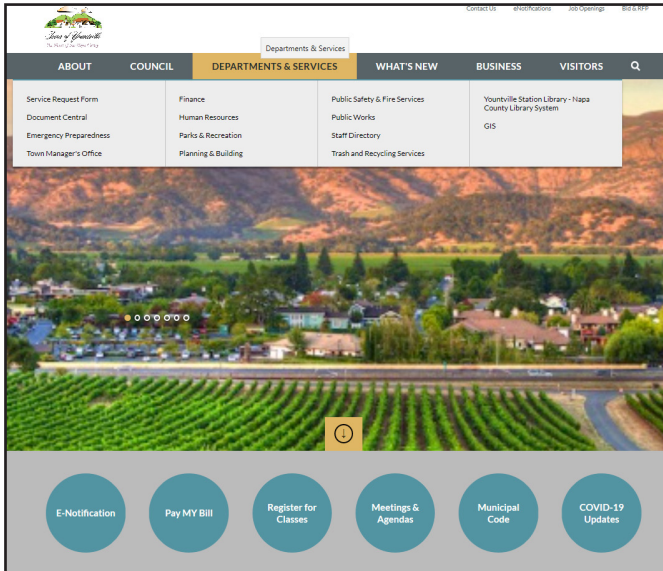 Contact Us eNotifications Job Openings Bid & RFP
Town of Yountville
Departments & Services
ABOUT COUNCIL DEPARTMENTS & SERVICES WHAT'S NEW BUSINESS VISITORS
Service Request Form
Document Central
Emergency Preparedness
Town Manager's Office
Finance
Human Resources
Parks & Recreation
Planning & Building
Public Safety & Fire Services
Public Works
Staff Directory
Trash and Recycling Services
Yountville Station Library - Napa
County Library System
GIS
E-Notification
Pay MY Bill
Register for
Classes
Meetings &
Agendas
Municipal
Code
COVID-19
Updates